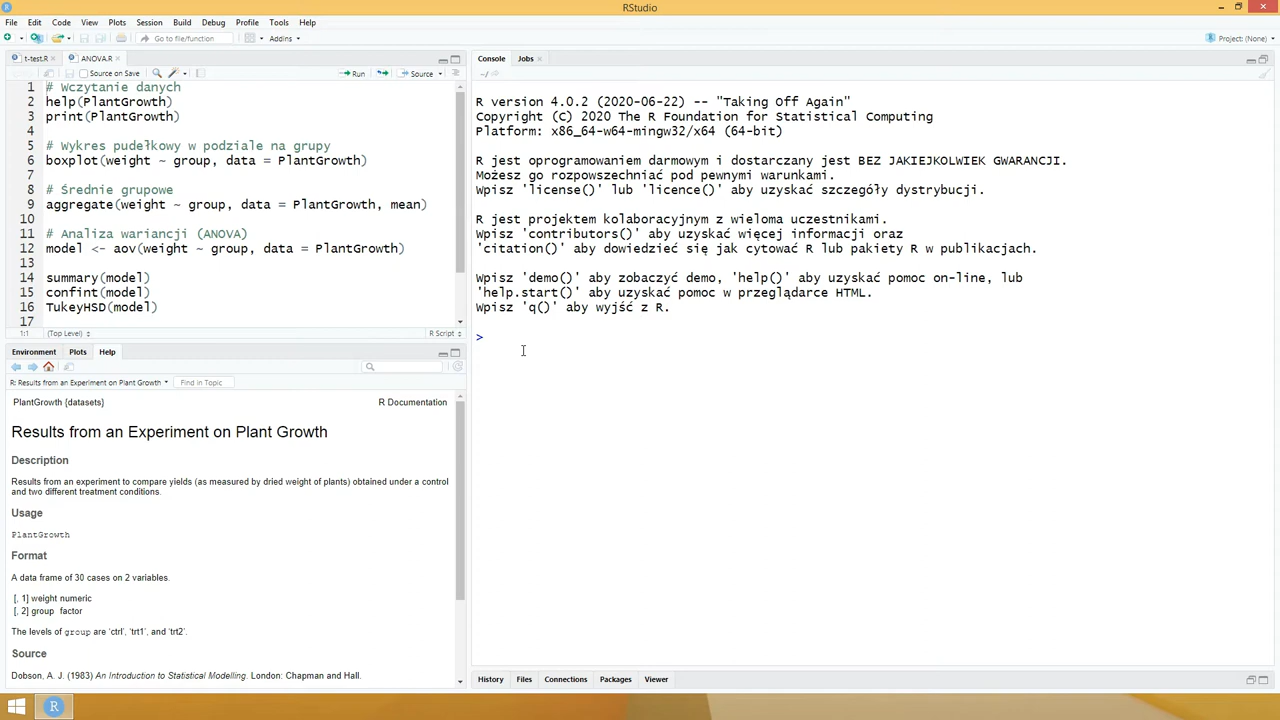 RStudio
File Edit Code View Plots Session Build Debug Profile Tools Help
Go to file/function Addins Project: (None)
t-test.R ANOVA.R
Source on Save Run Source
1 # Wczytanie danych
2 help(PlantGrowth)
3 print(PlantGrowth)
4
5 # Wykres pudełkowy w podziale na grupy
6 boxplot(weight ~ group, data = PlantGrowth)
7
8 # Średnie grupowe
9 aggregate(weight ~ group, data = PlantGrowth, mean)
10
11 # Analiza wariancji (ANOVA)
12 model <- aov(weight ~ group, data = PlantGrowth)
13
14 summary(model)
15 confint(model)
16 TukeyHSD(model)
17
1:1 (Top Level) R Script
Environment Plots Help
R: Results from an Experiment on Plant Growth Find in Topic
PlantGrowth {datasets} R Documentation
Results from an Experiment on Plant Growth
Description
Results from an experiment to compare yields (as measured by dried weight of plants) obtained under a control
and two different treatment conditions.
Usage
PlantGrowth
Format
A data frame of 30 cases on 2 variables.
[, 1] weight numeric
[, 2] group factor
The levels of group are ‘ctrl’, ‘trt1’, and ‘trt2’.
Source
Dobson, A. J. (1983) An Introduction to Statistical Modelling. London: Chapman and Hall.
Console Jobs
~/
R version 4.0.2 (2020-06-22) -- "Taking Off Again"
Copyright (C) 2020 The R Foundation for Statistical Computing
Platform: x86_64-w64-mingw32/x64 (64-bit)
R jest oprogramowaniem darmowym i dostarczany jest BEZ JAKIEJKOLWIEK GWARANCJI.
Możesz go rozpowszechniać pod pewnymi warunkami.
Wpisz 'license()' lub 'licence()' aby uzyskać szczegóły dystrybucji.
R jest projektem kolaboracyjnym z wieloma uczestnikami.
Wpisz 'contributors()' aby uzyskać więcej informacji oraz
'citation()' aby dowiedzieć się jak cytować R lub pakiety R w publikacjach.
Wpisz 'demo()' aby zobaczyć demo, 'help()' aby uzyskać pomoc on-line, lub
'help.start()' aby uzyskać pomoc w przeglądarce HTML.
Wpisz 'q()' aby wyjść z R.
>
History Files Connections Packages Viewer